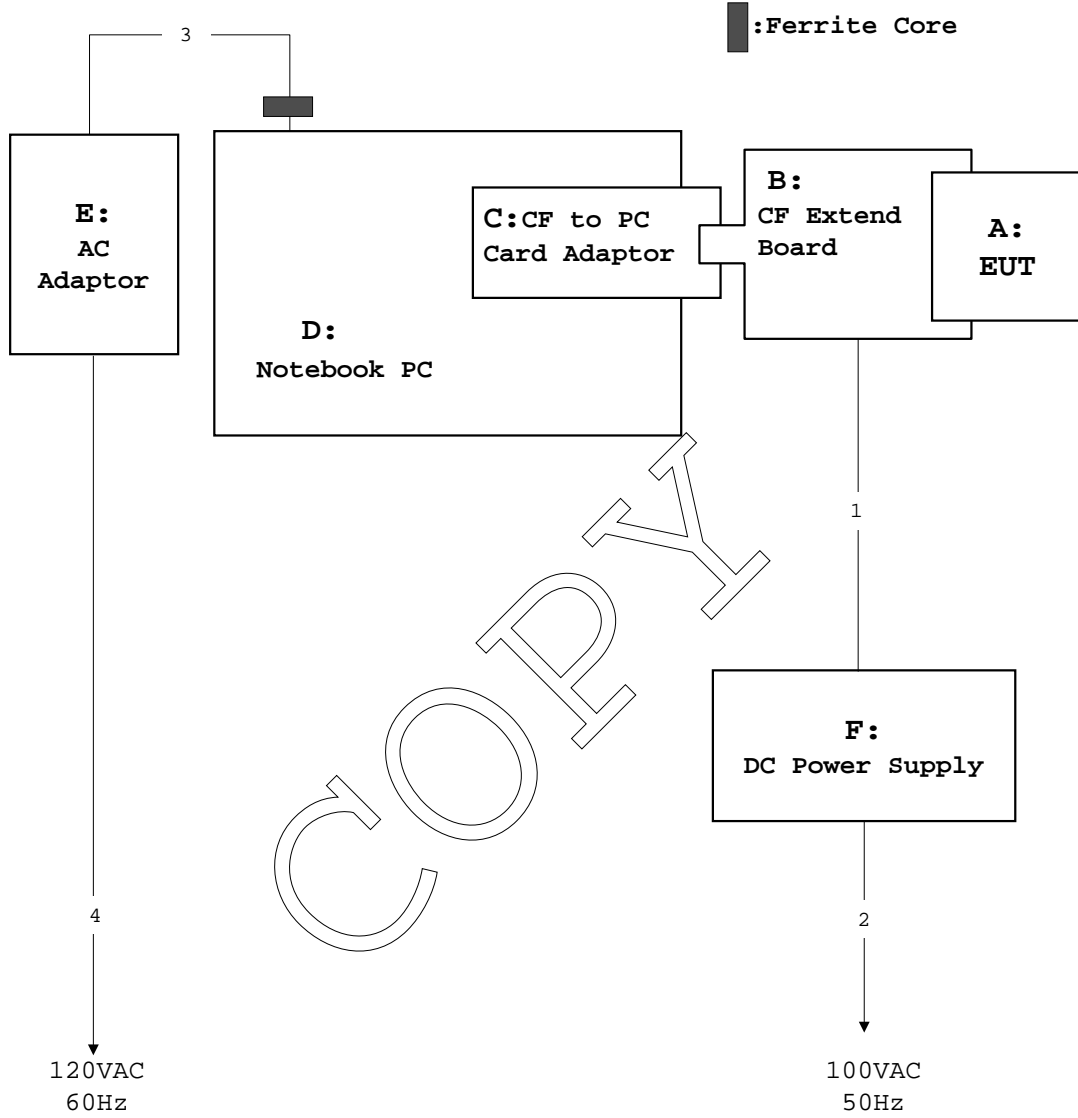 3
:Ferrite Core
E:
AC
Adaptor
C:CF to PC
Card Adaptor
B:
CF Extend
Board
A:
EUT
D:
Notebook PC
1
COPY
F:
DC Power Supply
4
2
120VAC
60Hz
100VAC
50Hz